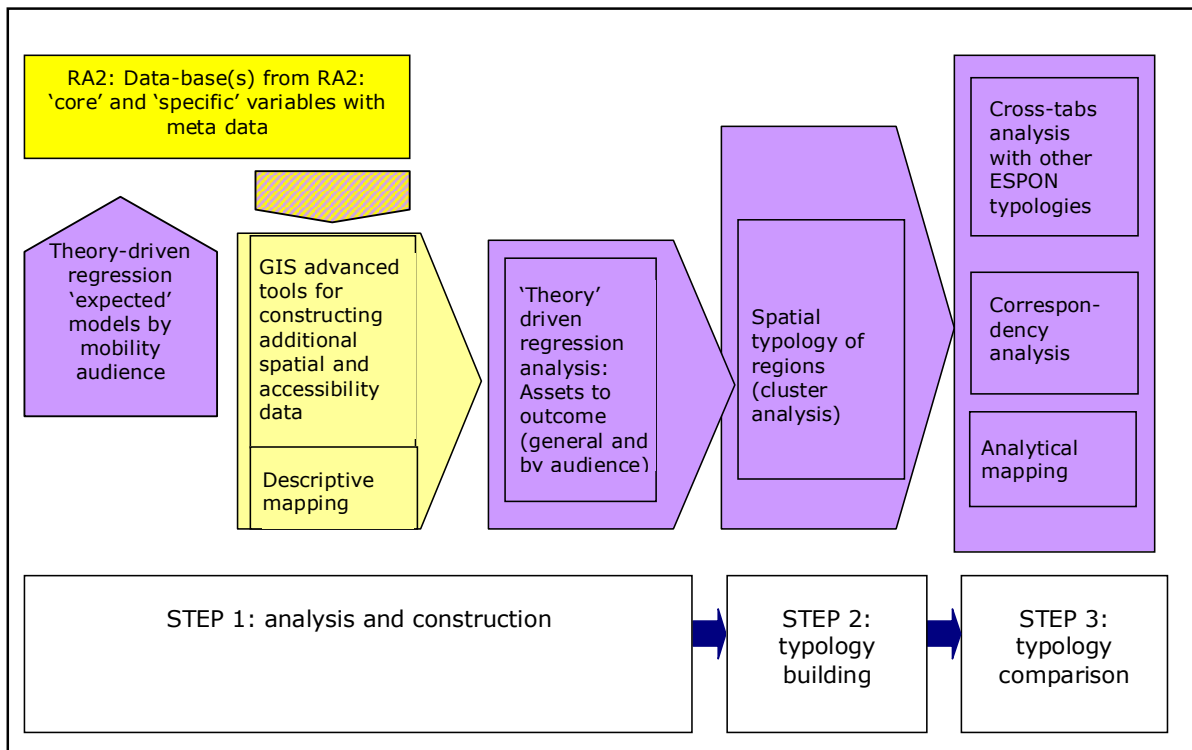 RA2: Data-base(s) from RA2:
‘core’ and ‘specific’ variables with
meta data
Theory-driven
regression
‘expected’
models by
mobility
audience
GIS advanced
tools for
constructing
additional
spatial and
accessibility
data
Descriptive
mapping
‘Theory’
driven
regression
analysis:
Assets to
outcome
(general and
by audience)
Spatial
typology of
regions
(cluster
analysis)
Cross-tabs
analysis
with other
ESPON
typologies
Correspon-
dency
analysis
Analytical
mapping
STEP 1: analysis and construction
STEP 2:
typology
building
STEP 3:
typology
comparison